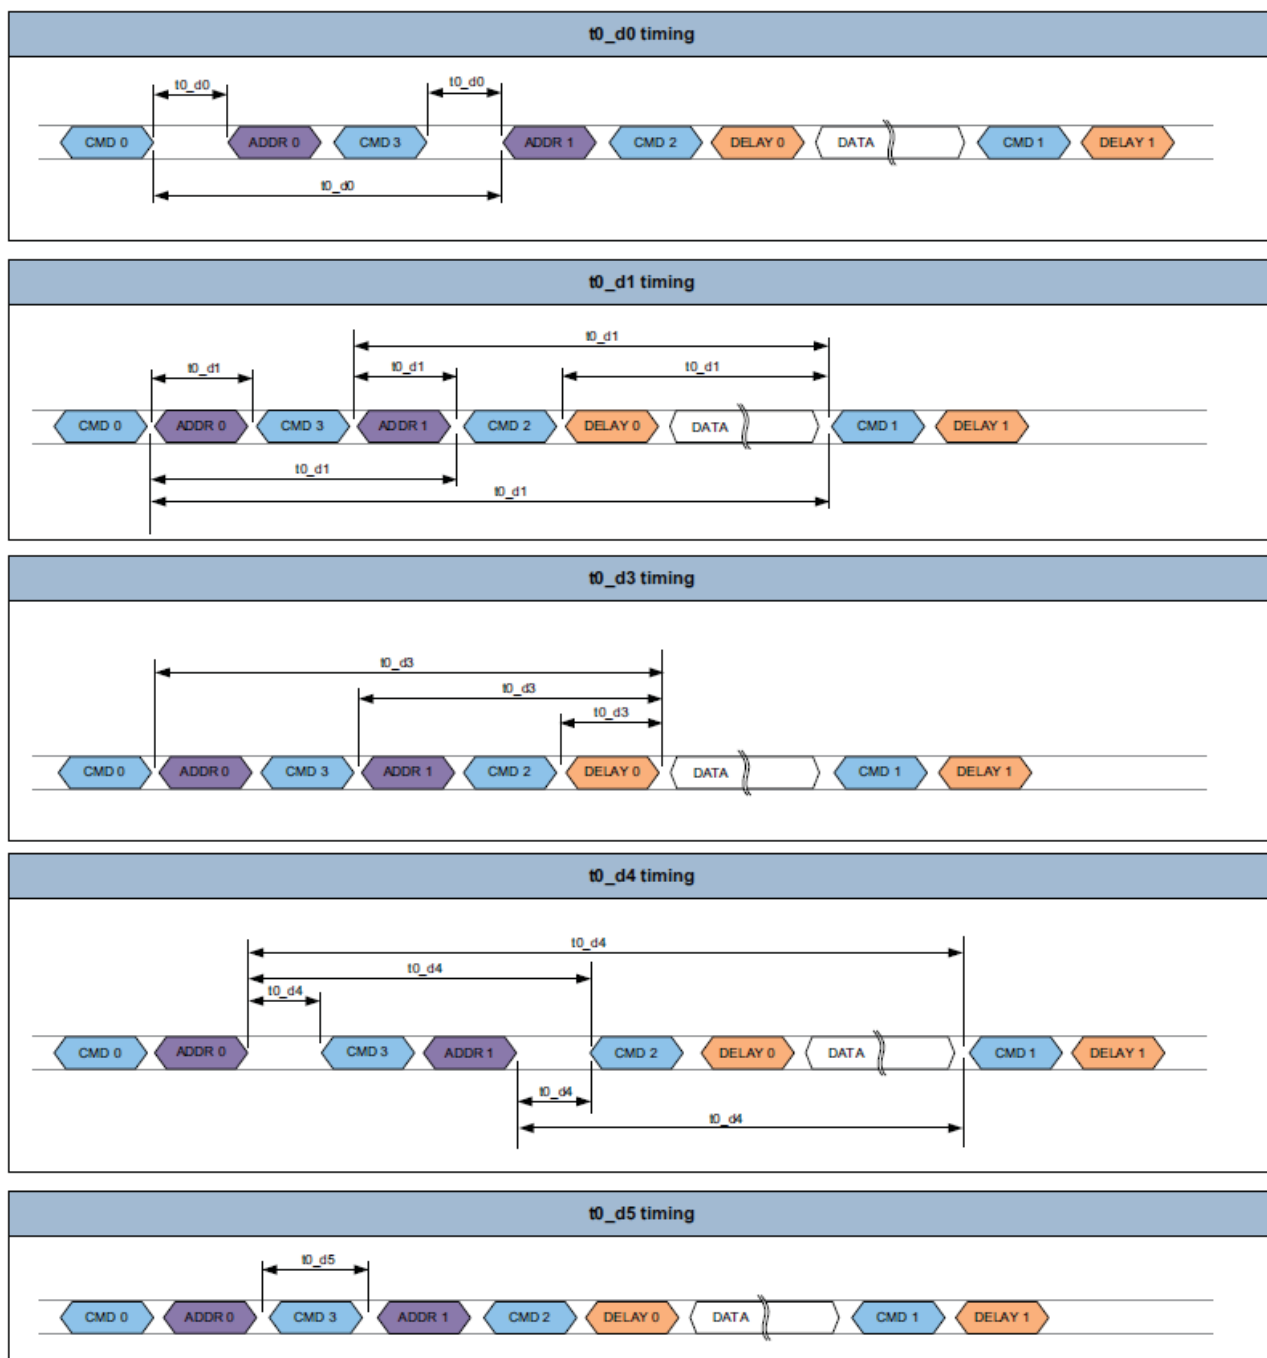 t0_d0 timing
t0_d0 t0_d0
CMD 0 ADDR 0 CMD 3 ADDR 1 CMD 2 DELAY 0 DATA CMD 1 DELAY 1
t0_d0
t0_d1 timing
t0_d1
t0_d1 t0_d1 t0_d1
CMD 0 ADDR 0 CMD 3 ADDR 1 CMD 2 DELAY 0 DATA CMD 1 DELAY 1
t0_d1
t0_d1
t0_d3 timing
t0_d3
t0_d3
t0_d3
CMD 0 ADDR 0 CMD 3 ADDR 1 CMD 2 DELAY 0 DATA CMD 1 DELAY 1
t0_d4 timing
t0_d4
t0_d4
t0_d4
CMD 0 ADDR 0 CMD 3 ADDR 1 CMD 2 DELAY 0 DATA CMD 1 DELAY 1
t0_d4
t0_d4
t0_d5 timing
t0_d5
CMD 0 ADDR 0 CMD 3 ADDR 1 CMD 2 DELAY 0 DATA CMD 1 DELAY 1